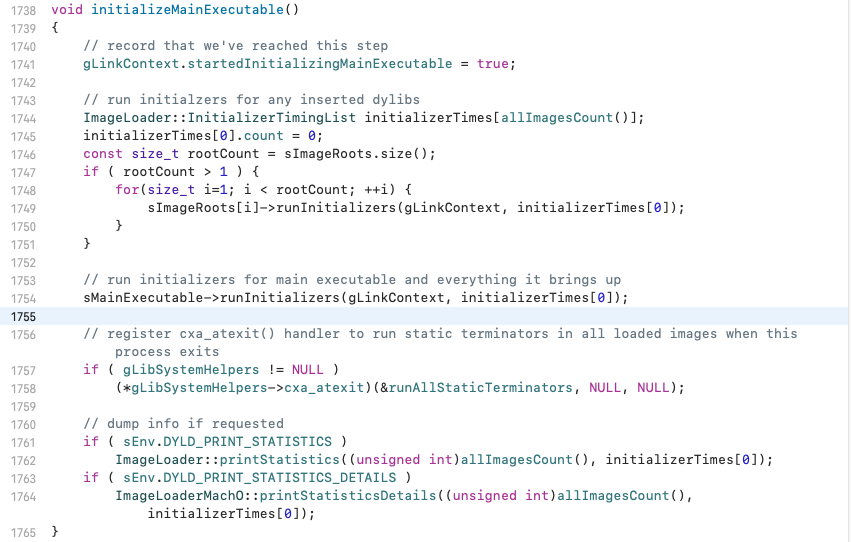 1738 void initializeMainExecutable()
1739 {
1740     // record that we've reached this step
1741     gLinkContext.startedInitializingMainExecutable = true;
1742
1743     // run initialzers for any inserted dylibs
1744     ImageLoader::InitializerTimingList initializerTimes[allImagesCount()];
1745     initializerTimes[0].count = 0;
1746     const size_t rootCount = sImageRoots.size();
1747     if ( rootCount > 1 ) {
1748         for(size_t i=1; i < rootCount; ++i) {
1749             sImageRoots[i]->runInitializers(gLinkContext, initializerTimes[0]);
1750         }
1751     }
1752
1753     // run initializers for main executable and everything it brings up
1754     sMainExecutable->runInitializers(gLinkContext, initializerTimes[0]);
1755
1756     // register cxa_atexit() handler to run static terminators in all loaded images when this
            process exits
1757     if ( gLibSystemHelpers != NULL )
1758         (*gLibSystemHelpers->cxa_atexit)(&runAllStaticTerminators, NULL, NULL);
1759
1760     // dump info if requested
1761     if ( sEnv.DYLD_PRINT_STATISTICS )
1762         ImageLoader::printStatistics((unsigned int)allImagesCount(), initializerTimes[0]);
1763     if ( sEnv.DYLD_PRINT_STATISTICS_DETAILS )
1764         ImageLoaderMachO::printStatisticsDetails((unsigned int)allImagesCount(),
                initializerTimes[0]);
1765 }